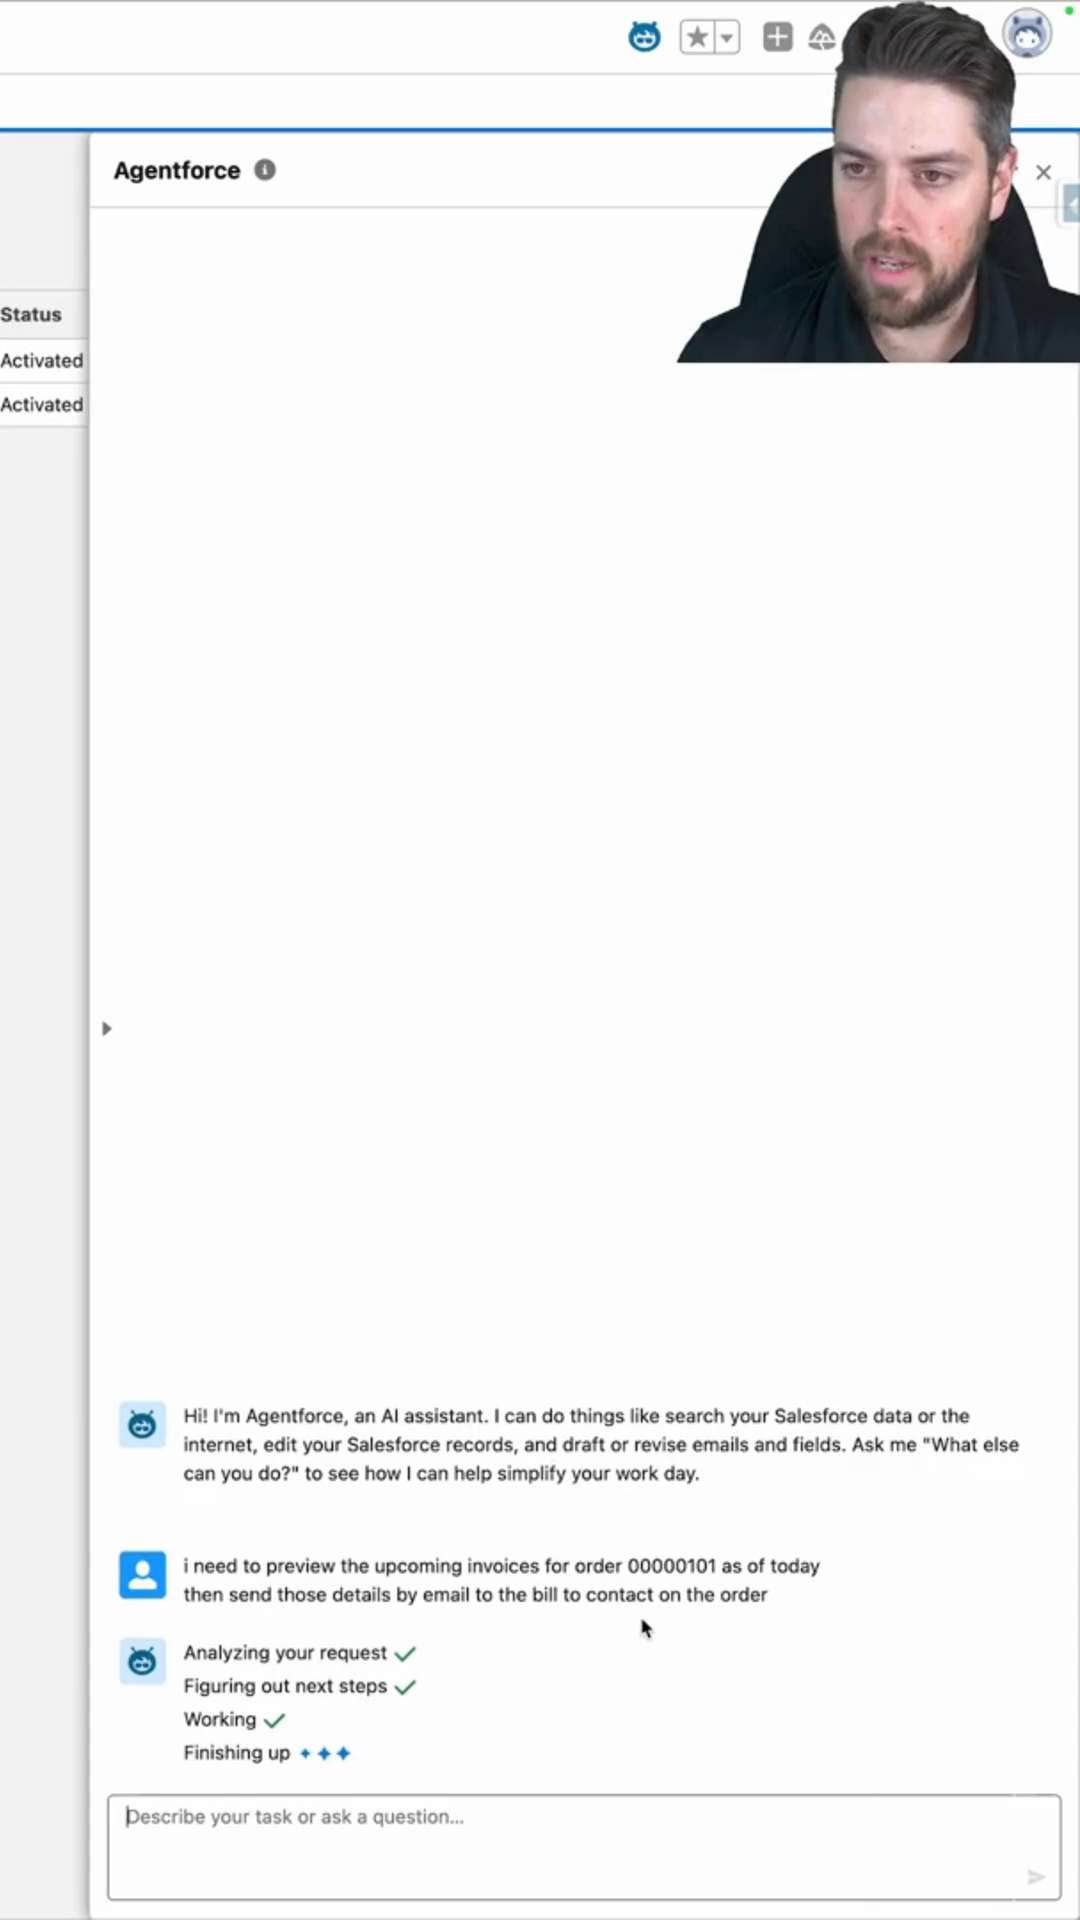 Agentforce
Status
Activated
Activated
Hi! I'm Agentforce, an AI assistant. I can do things like search your Salesforce data or the
internet, edit your Salesforce records, and draft or revise emails and fields. Ask me "What else
can you do?" to see how I can help simplify your work day.
i need to preview the upcoming invoices for order 00000101 as of today
then send those details by email to the bill to contact on the order
Analyzing your request
Figuring out next steps
Working
Finishing up
Describe your task or ask a question...